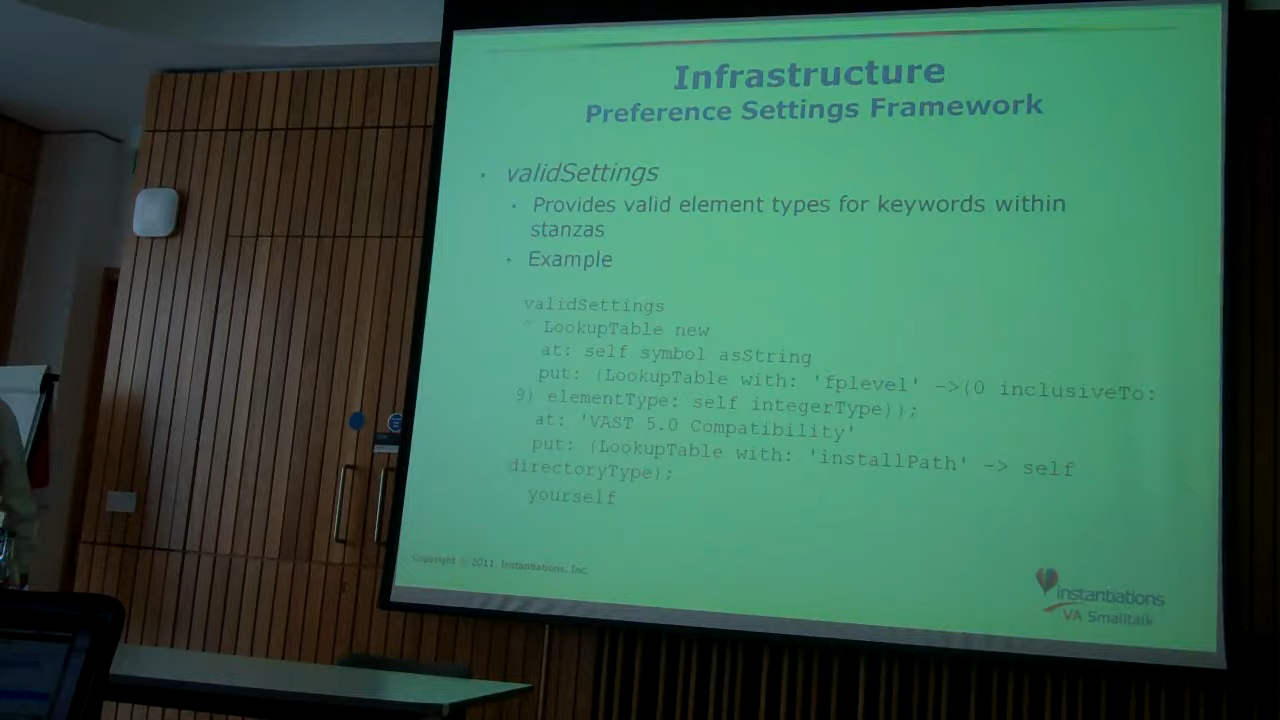 Infrastructure
Preference Settings Framework
· validSettings
· Provides valid element types for keywords within
stanzas
· Example
validSettings
^ LookupTable new
at: self symbol asString
put: (LookupTable with: 'fplevel' ->(0 inclusiveTo:
9) elementType: self integerType));
at: 'VAST 5.0 Compatibility'
put: (LookupTable with: 'installPath' -> self
directoryType);
yourself
Copyright © 2011, Instantiations, Inc.
instantiations
VA Smalltalk